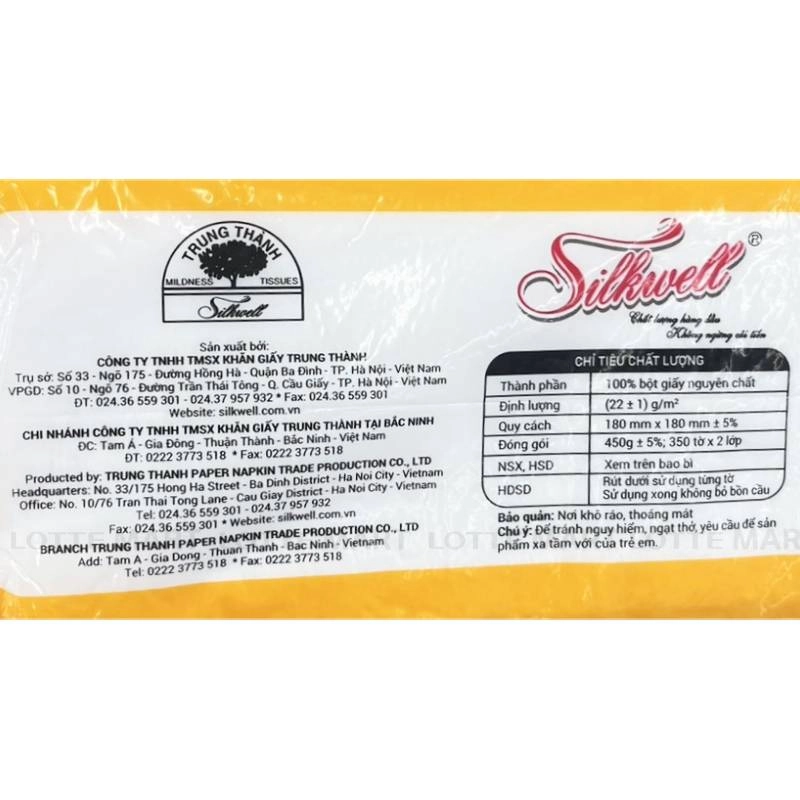 TRUNG THÀNH
MILDNESS TISSUES
Silkwell
Sản xuất bởi:
CÔNG TY TNHH TMSX KHĂN GIẤY TRUNG THÀNH
Trụ sở: Số 33 - Ngõ 175 - Đường Hồng Hà - Quận Ba Đình - TP. Hà Nội - Việt Nam
VPGD: Số 10 - Ngõ 76 - Đường Trần Thái Tông - Q. Cầu Giấy - TP. Hà Nội - Việt Nam
ĐT: 024.36 559 301 - 024.37 957 932 * Fax: 024.36 559 301
Website: silkwell.com.vn
CHI NHÁNH CÔNG TY TNHH TMSX KHĂN GIẤY TRUNG THÀNH TẠI BẮC NINH
ĐC: Tam Á - Gia Đông - Thuận Thành - Bắc Ninh - Việt Nam
ĐT: 0222 3773 518 * Fax: 0222 3773 518
Producted by: TRUNG THANH PAPER NAPKIN TRADE PRODUCTION CO., LTD
Headquarters: No. 33/175 Hong Ha Street - Ba Dinh District - Ha Noi City - Vietnam
Office: No. 10/76 Tran Thai Tong Lane - Cau Giay District - Ha Noi City - Vietnam
Tel: 024.36 559 301 - 024.37 957 932
Fax: 024.36 559 301 * Website: silkwell.com.vn
BRANCH TRUNG THANH PAPER NAPKIN TRADE PRODUCTION CO., LTD
Add: Tam A - Gia Dong - Thuan Thanh - Bac Ninh - Vietnam
Tel: 0222 3773 518 * Fax: 0222 3773 518
Silkwell ®
Chất lượng hàng đầu
Không ngừng cải tiến
CHỈ TIÊU CHẤT LƯỢNG
Thành phần 100% bột giấy nguyên chất
Định lượng (22 ± 1) g/m²
Quy cách 180 mm x 180 mm ± 5%
Đóng gói 450g ± 5%; 350 tờ x 2 lớp
NSX, HSD Xem trên bao bì
HDSD Rút dưới sử dụng từng tờ
Sử dụng xong không bỏ bồn cầu
Bảo quản: Nơi khô ráo, thoáng mát
Chú ý: Để tránh nguy hiểm, ngạt thở, yêu cầu để sản
phẩm xa tầm với của trẻ em.
LOTTE MART LOTTE MART LOTTE MART